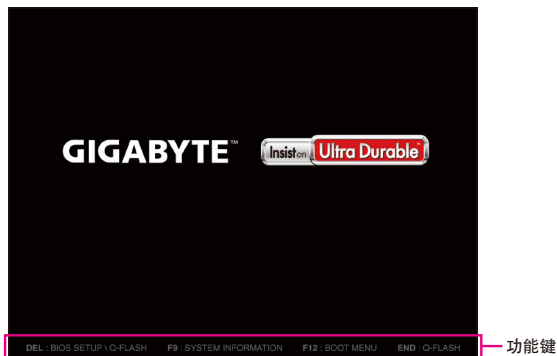 GIGABYTE™
Insist on Ultra Durable™
DEL : BIOS SETUP \ Q-FLASH F9 : SYSTEM INFORMATION F12 : BOOT MENU END : Q-FLASH
功能键